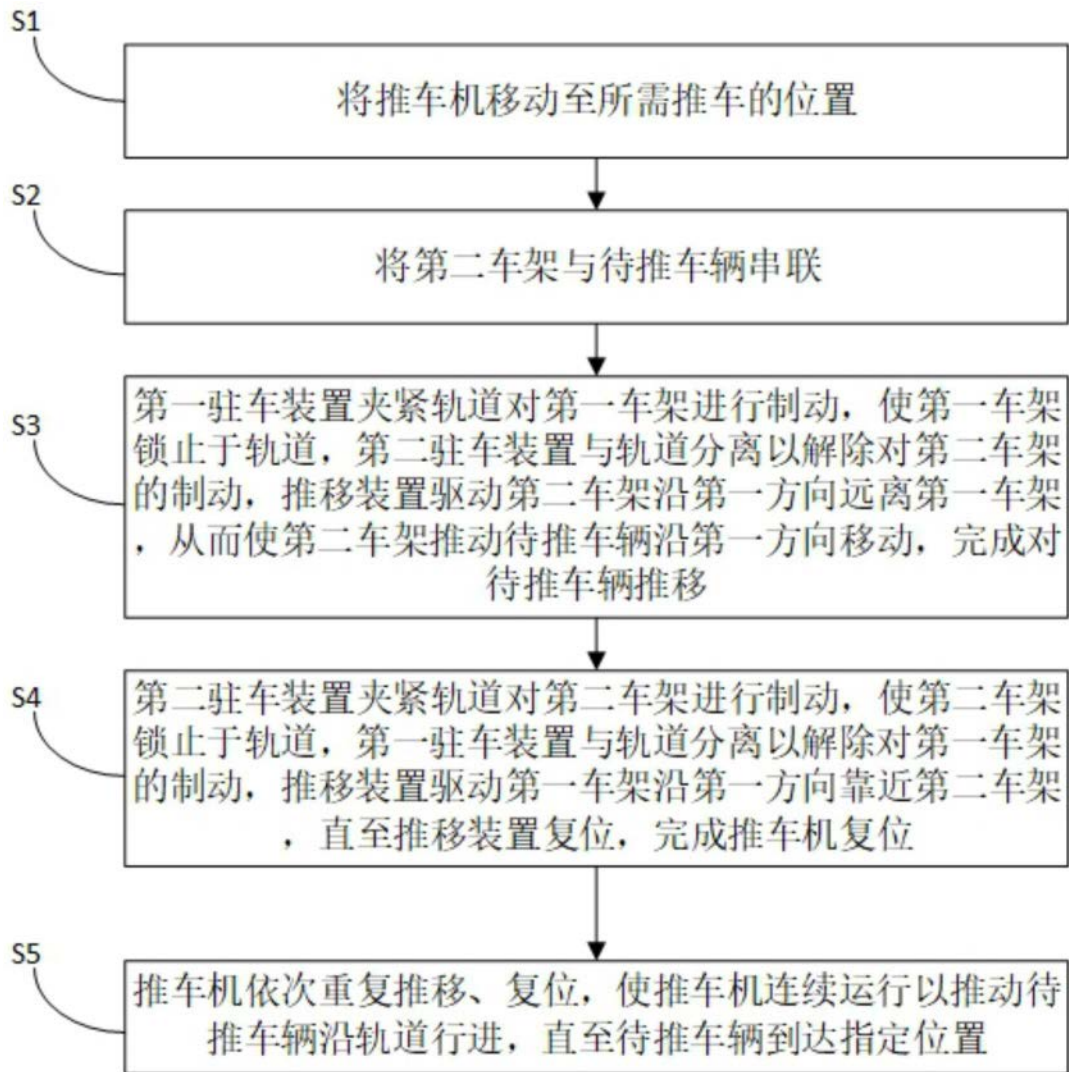 S1
将推车机移动至所需推车的位置
S2
将第二车架与待推车辆串联
S3
第一驻车装置夹紧轨道对第一车架进行制动，使第一车架
锁止于轨道，第二驻车装置与轨道分离以解除对第二车架
的制动，推移装置驱动第二车架沿第一方向远离第一车架
，从而使第二车架推动待推车辆沿第一方向移动，完成对
待推车辆推移
S4
第二驻车装置夹紧轨道对第二车架进行制动，使第二车架
锁止于轨道，第一驻车装置与轨道分离以解除对第一车架
的制动，推移装置驱动第一车架沿第一方向靠近第二车架
，直至推移装置复位，完成推车机复位
S5
推车机依次重复推移、复位，使推车机连续运行以推动待
推车辆沿轨道行进，直至待推车辆到达指定位置